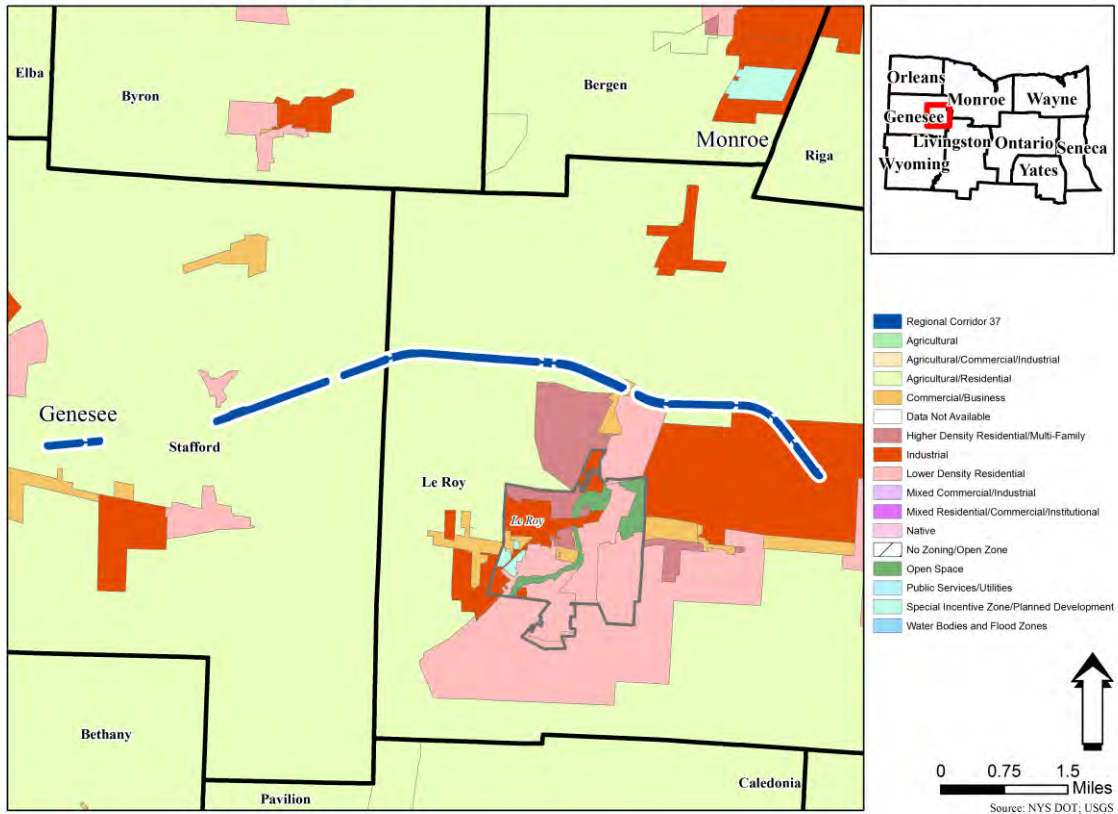 Elba
Byron
Bergen
Monroe
Riga
Genesee
Stafford
Le Roy
Le Roy
Bethany
Pavilion
Caledonia
Orleans
Monroe
Wayne
Genesee
Livingston
Ontario
Seneca
Wyoming
Yates
Regional Corridor 37
Agricultural
Agricultural/Commercial/Industrial
Agricultural/Residential
Commercial/Business
Data Not Available
Higher Density Residential/Multi-Family
Industrial
Lower Density Residential
Mixed Commercial/Industrial
Mixed Residential/Commercial/Institutional
Native
No Zoning/Open Zone
Open Space
Public Services/Utilities
Special Incentive Zone/Planned Development
Water Bodies and Flood Zones
0 0.75 1.5
Miles
Source: NYS DOT; USGS